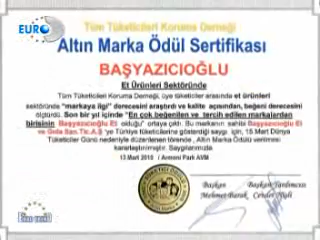 EURO D
Tüm Tüketicileri Koruma Derneği
Altın Marka Ödül Sertifikası
BAŞYAZICIOĞLU
Et Ürünleri Sektöründe
Tüm Tüketicileri Koruma Derneği, üye tüketiciler arasında et ürünleri
sektöründe "markaya ilgi" derecesini araştırdı ve kalite açısından, beğeni derecesini
ölçtürdü. Son bir yıl içinde "En çok beğenilen ve tercih edilen markalardan
birisinin Başyazıcıoğlu Et olduğu" ortaya çıktı. Bu markanın sahibi Başyazıcıoğlu Et
ve Gıda San.Tic.A.Ş 'ye Türkiye tüketicilerine gösterdiği saygı için, 15 Mart Dünya
Tüketiciler Günü nedeniyle düzenlenen törende , Altın Marka Ödülü verilmesi
kararlaştırılmıştır. Saygılarımızla.
13 Mart 2010 / Armoni Park AVM
Başkan Başkan Yardımcısı
Mehmet Cevdet